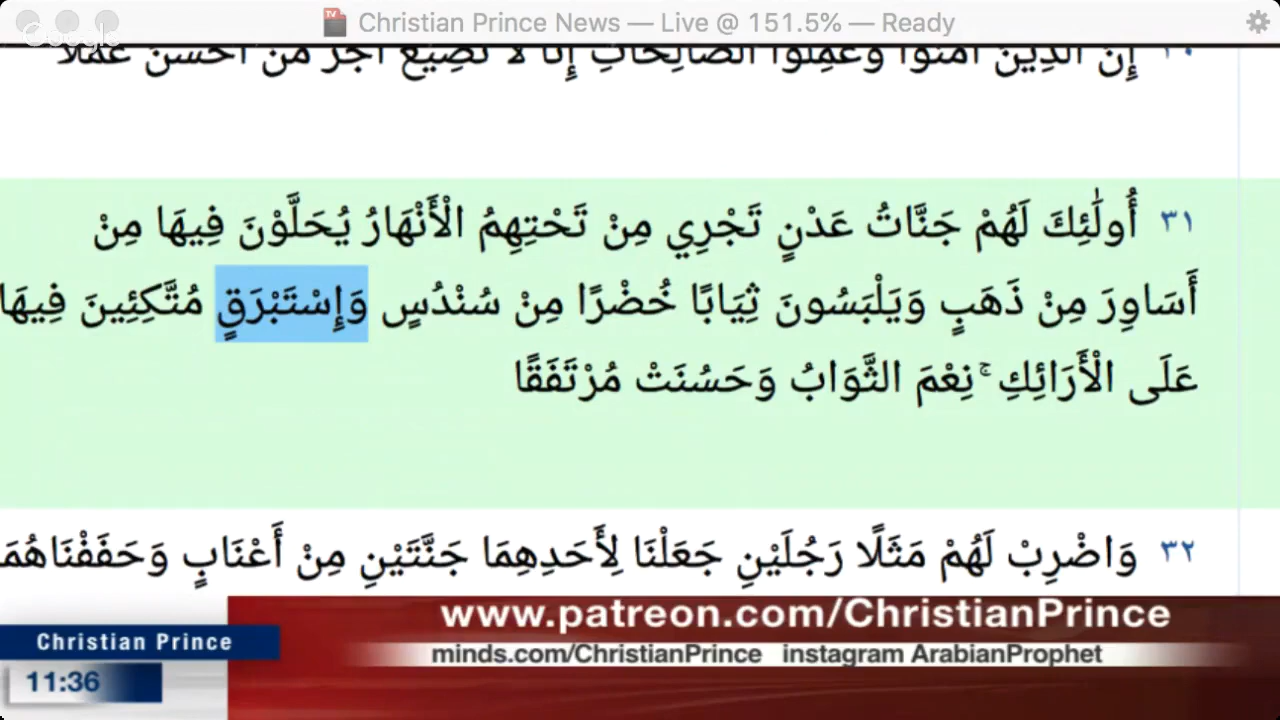 Christian Prince News — Live @ 151.5% — Ready
Google
٣٠ إِنَّ الَّذِينَ آمَنُوا وَعَمِلُوا الصَّالِحَاتِ إِنَّا لَا نُضِيعُ أَجْرَ مَنْ أَحْسَنَ عَمَلًا
٣١ أُولَٰئِكَ لَهُمْ جَنَّاتُ عَدْنٍ تَجْرِي مِنْ تَحْتِهِمُ الْأَنْهَارُ يُحَلَّوْنَ فِيهَا مِنْ
أَسَاوِرَ مِنْ ذَهَبٍ وَيَلْبَسُونَ ثِيَابًا خُضْرًا مِنْ سُنْدُسٍ وَإِسْتَبْرَقٍ مُتَّكِئِينَ فِيهَا
عَلَى الْأَرَائِكِ ۚ نِعْمَ الثَّوَابُ وَحَسُنَتْ مُرْتَفَقًا
٣٢ وَاضْرِبْ لَهُمْ مَثَلًا رَجُلَيْنِ جَعَلْنَا لِأَحَدِهِمَا جَنَّتَيْنِ مِنْ أَعْنَابٍ وَحَفَفْنَاهُمَا
www.patreon.com/ChristianPrince
Christian Prince
minds.com/ChristianPrince instagram ArabianProphet
11:36